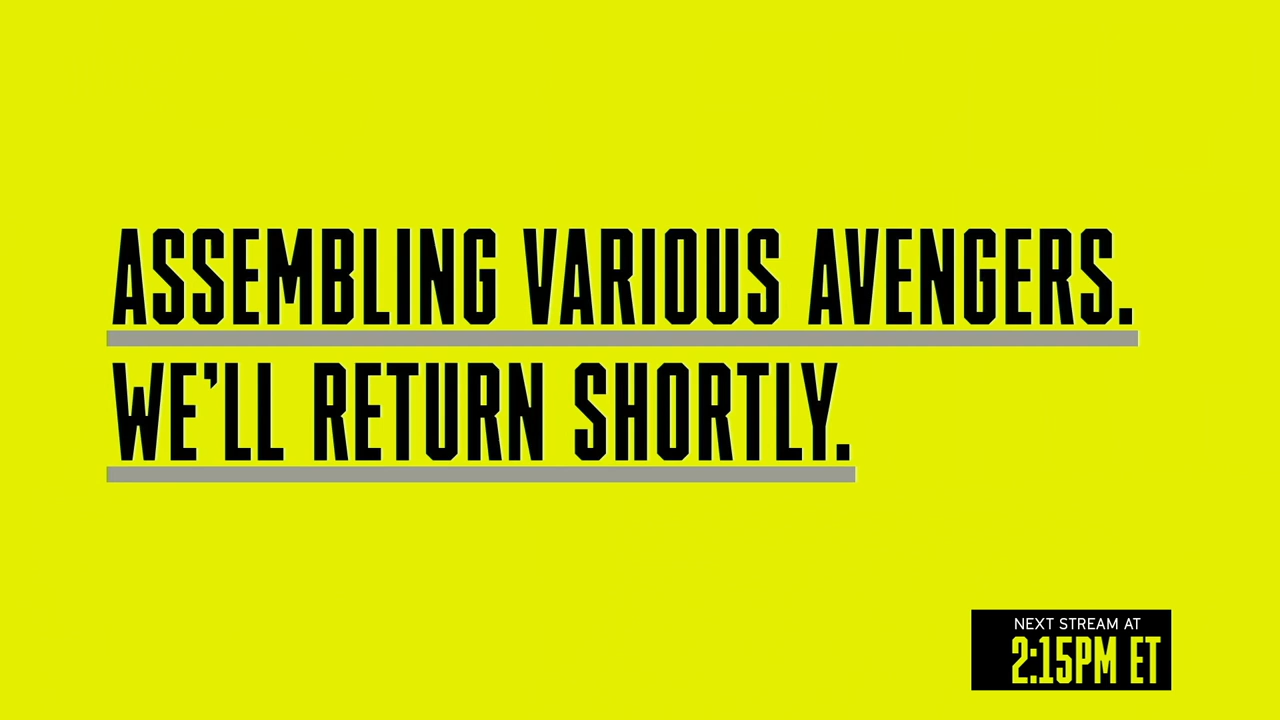 ASSEMBLING VARIOUS AVENGERS.
WE'LL RETURN SHORTLY.
NEXT STREAM AT
2:15PM ET